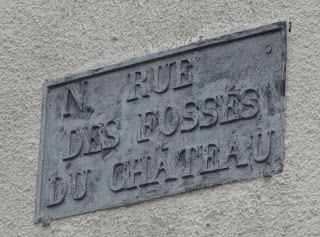 N. RUE
DES FOSSÉS
DU CHÂTEAU